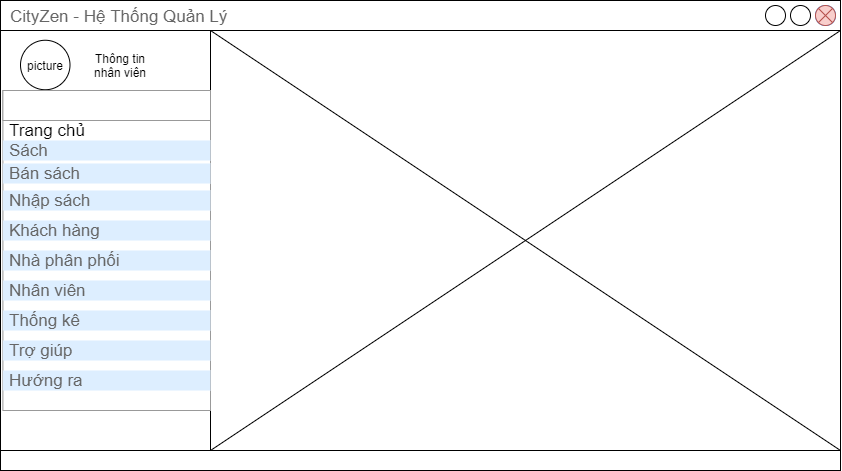 CityZen - Hệ Thống Quản Lý
picture
Thông tin
nhân viên
Trang chủ
Sách
Bán sách
Nhập sách
Khách hàng
Nhà phân phối
Nhân viên
Thống kê
Trợ giúp
Hướng ra